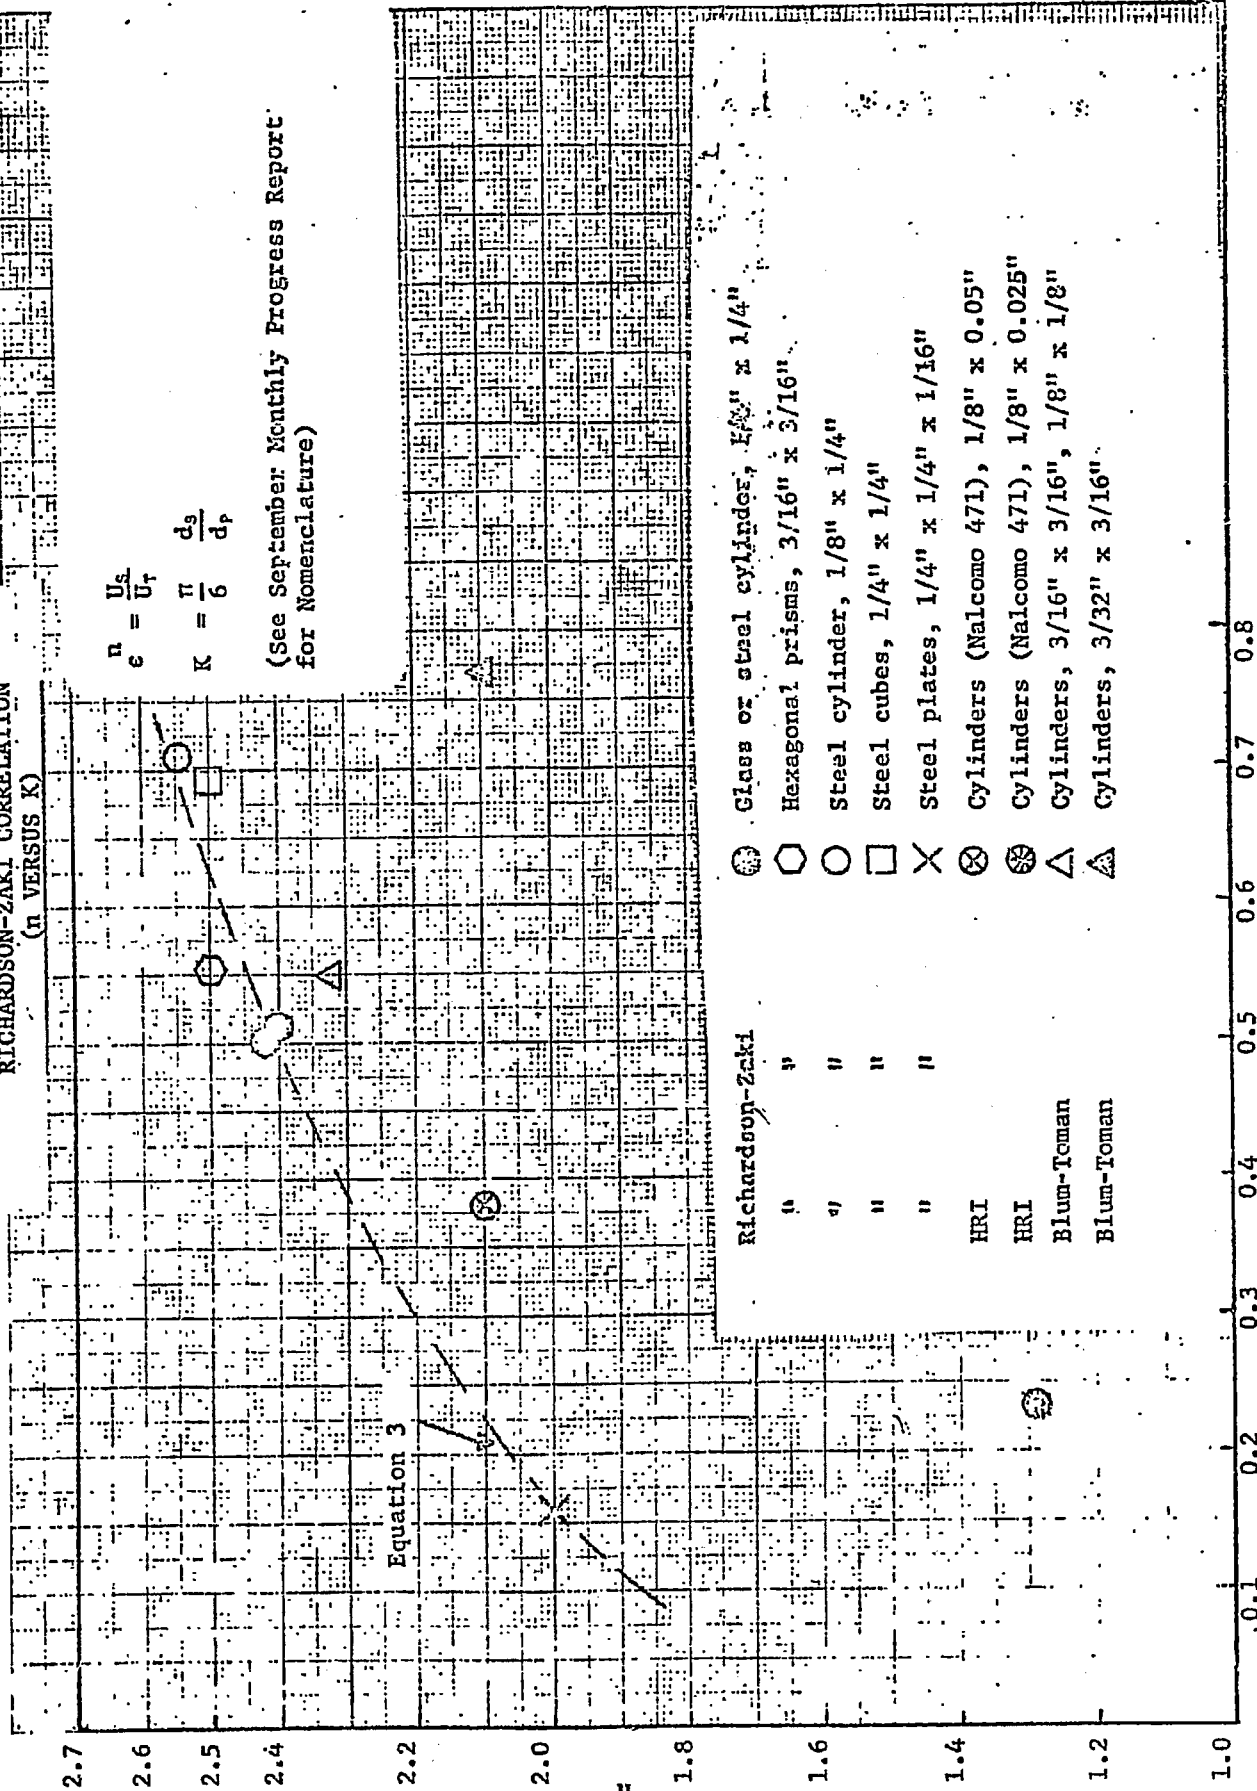 RICHARDSON-ZAKI CORRELATION
(n VERSUS K)
2.7
2.6
2.5
2.4
2.2
2.0
1.8
1.6
1.4
1.2
1.0
n
ε^n = U_S / U_T
K = π/6 d_s/d_p
(See September Monthly Progress Report
for Nomenclature)
Equation 3
Richardson-Zaki Glass or steel cylinder, x 1/4"
" " Hexagonal prisms, 3/16" x 3/16"
" " Steel cylinder, 1/8" x 1/4"
" " Steel cubes, 1/4" x 1/4"
" " Steel plates, 1/4" x 1/4" x 1/16"
HRI Cylinders (Nalcomo 471), 1/8" x 0.05"
HRI Cylinders (Nalcomo 471), 1/8" x 0.025"
Blum-Toman Cylinders, 3/16" x 3/16", 1/8" x 1/8"
Blum-Toman Cylinders, 3/32" x 3/16"
0.1 0.2 0.3 0.4 0.5 0.6 0.7 0.8